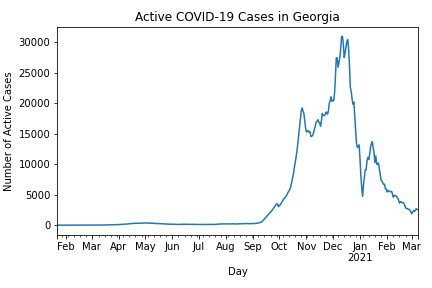 Active COVID-19 Cases in Georgia
30000
25000
20000
15000
10000
5000
0
Number of Active Cases
Feb Mar Apr May Jun Jul Aug Sep Oct Nov Dec Jan Feb Mar
2021
Day